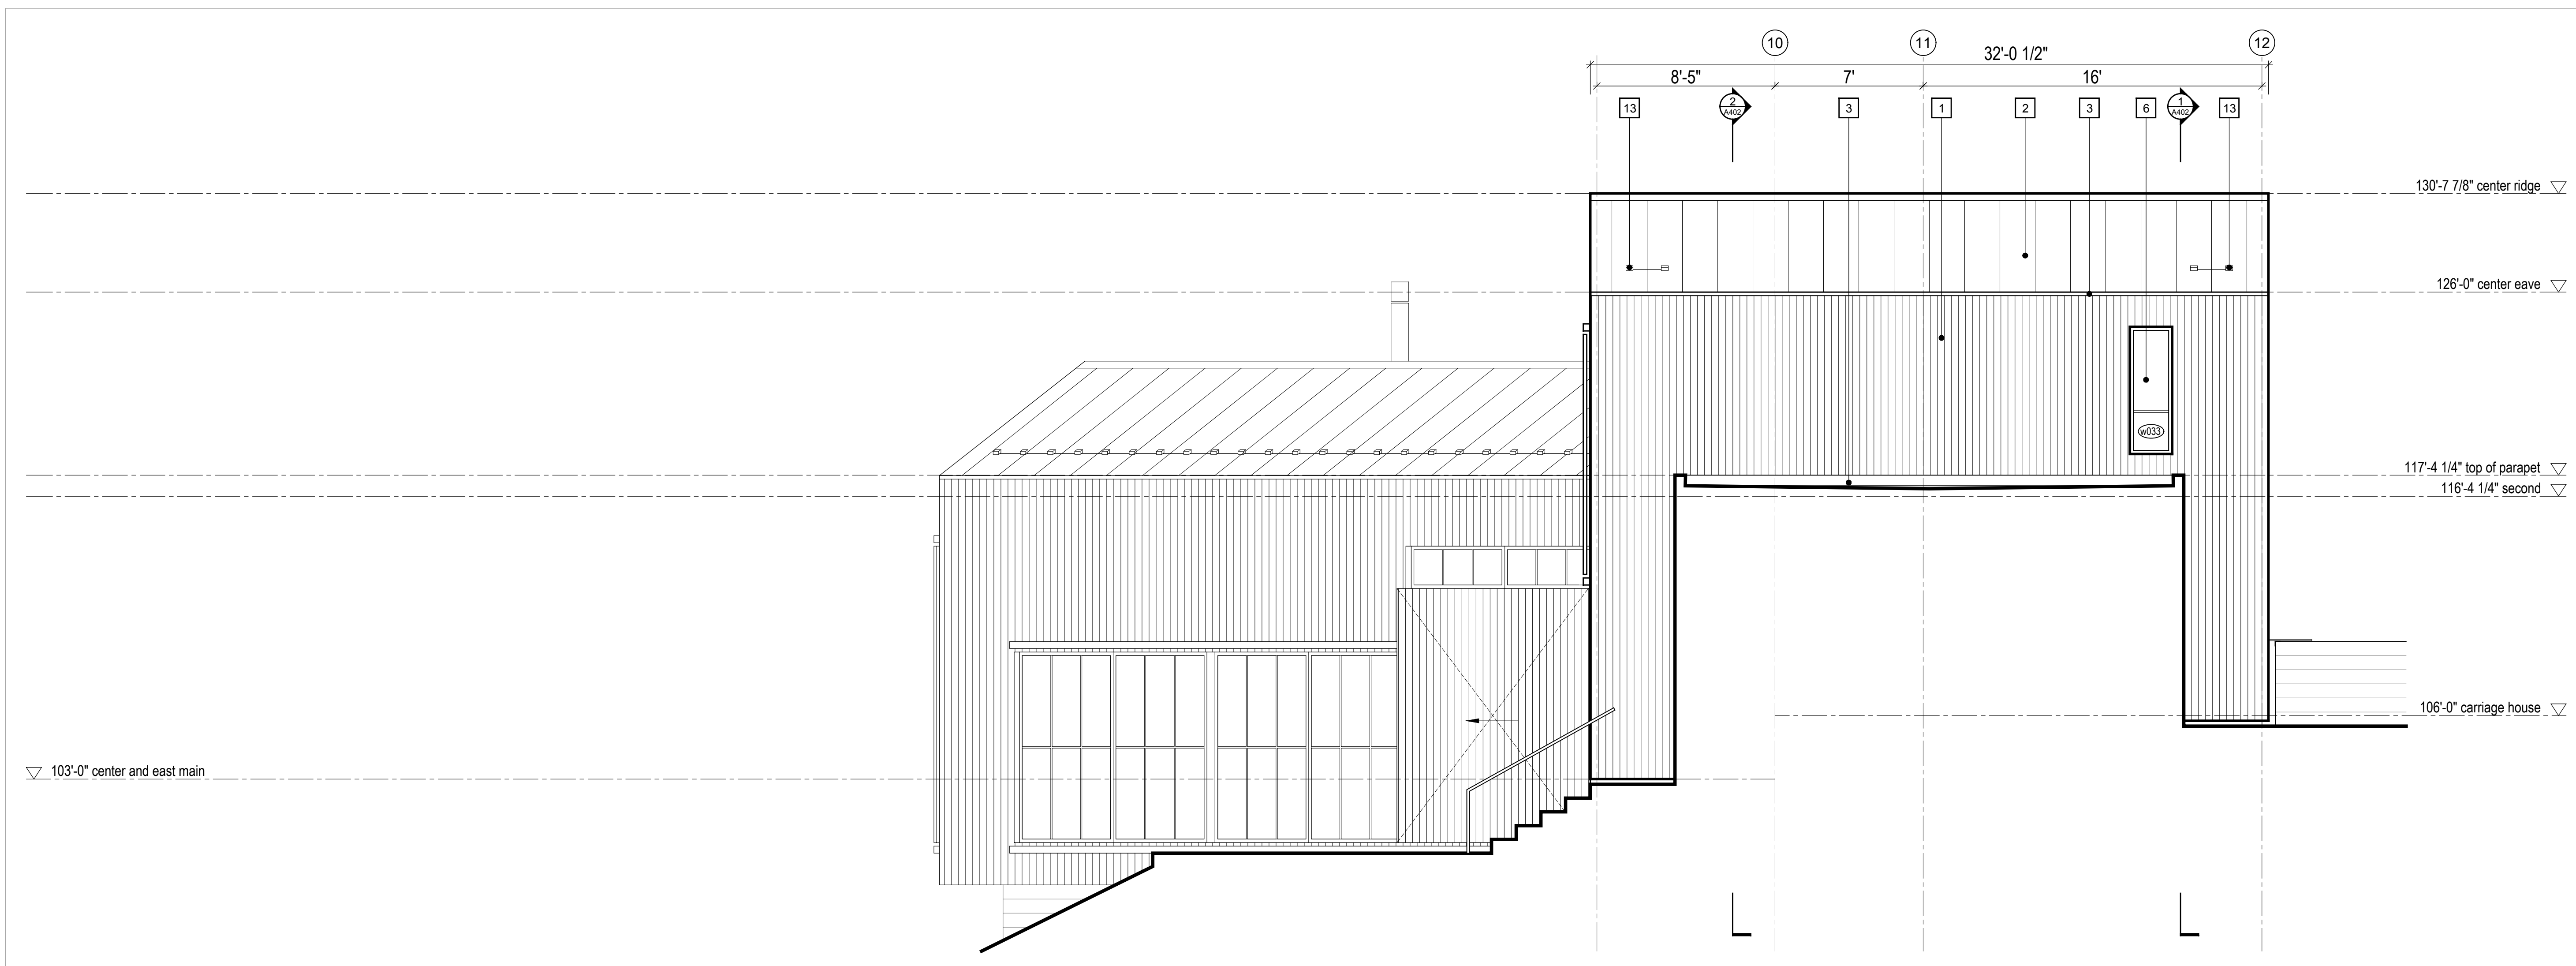 10 11 12
32'-0 1/2"
8'-5" 7' 16'
13 2 A402 3 1 2 3 6 1 A402 13
130'-7 7/8" center ridge
126'-0" center eave
w033
117'-4 1/4" top of parapet
116'-4 1/4" second
106'-0" carriage house
103'-0" center and east main